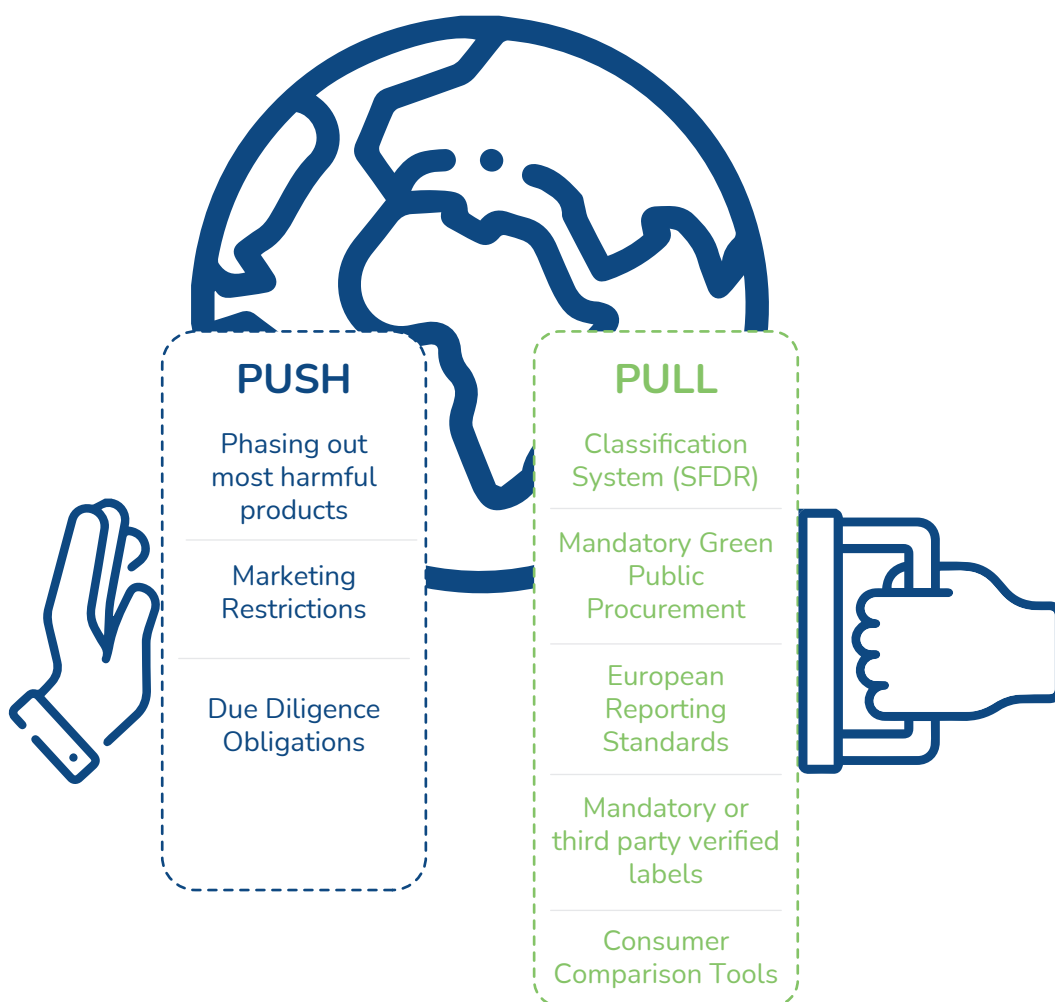 PUSH
Phasing out
most harmful
products
Marketing
Restrictions
Due Diligence
Obligations
PULL
Classification
System (SFDR)
Mandatory Green
Public
Procurement
European
Reporting
Standards
Mandatory or
third party verified
labels
Consumer
Comparison Tools